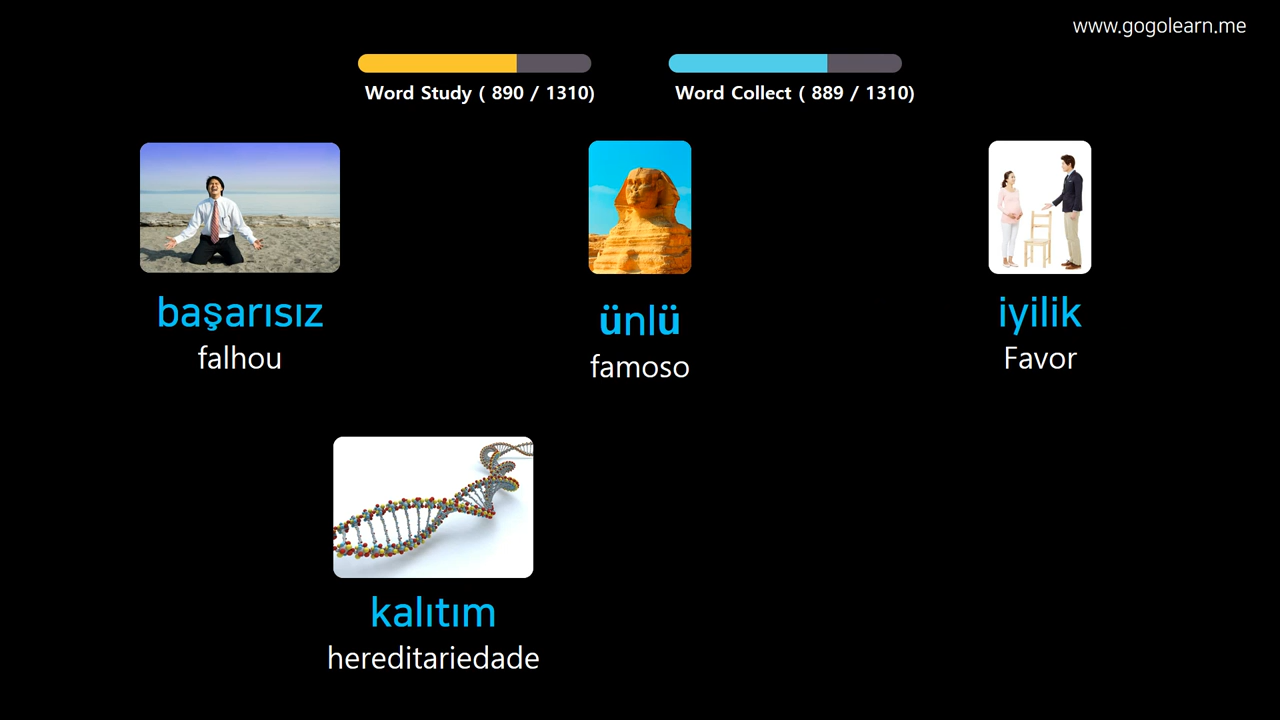 www.gogolearn.me
Word Study ( 890 / 1310)
Word Collect ( 889 / 1310)
başarısız
falhou
ünlü
famoso
iyilik
Favor
kalıtım
hereditariedade